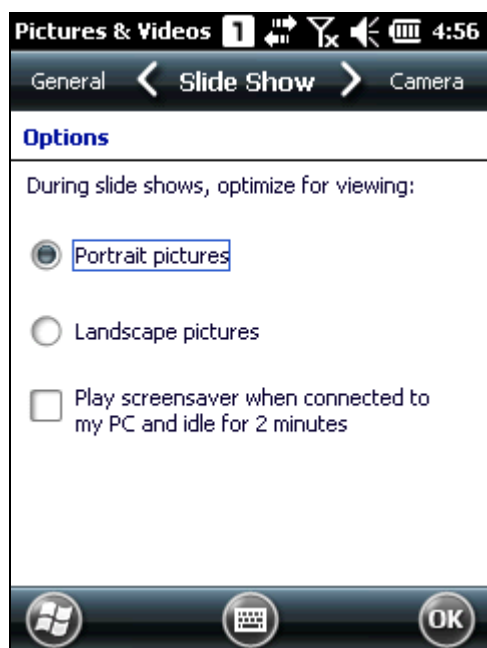 Pictures & Videos 1 4:56
General Slide Show Camera
Options
During slide shows, optimize for viewing:
Portrait pictures
Landscape pictures
Play screensaver when connected to
my PC and idle for 2 minutes
OK